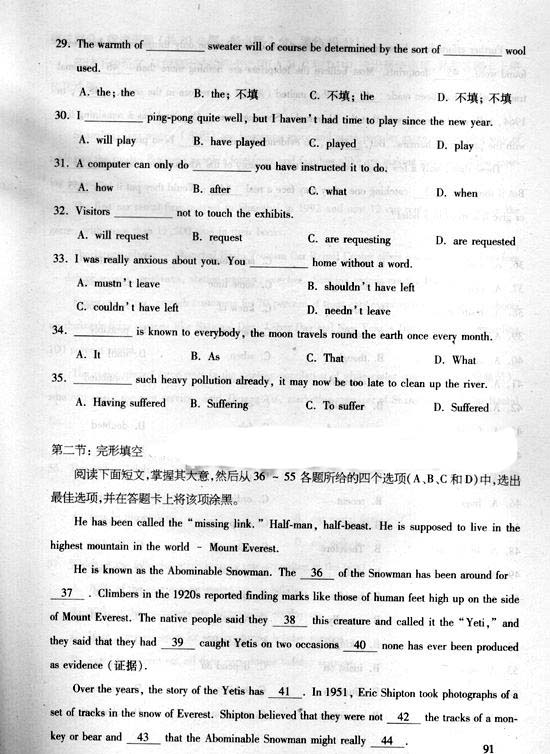 29. The warmth of ________ sweater will of course be determined by the sort of ________ wool
used.
A. the; the B. the; 不填 C. 不填; the D. 不填; 不填
30. I ________ ping-pong quite well, but I haven't had time to play since the new year.
A. will play B. have played C. played D. play
31. A computer can only do ________ you have instructed it to do.
A. how B. after C. what D. when
32. Visitors ________ not to touch the exhibits.
A. will request B. request C. are requesting D. are requested
33. I was really anxious about you. You ________ home without a word.
A. mustn't leave B. shouldn't have left
C. couldn't have left D. needn't leave
34. ________ is known to everybody, the moon travels round the earth once every month.
A. It B. As C. That D. What
35. ________ such heavy pollution already, it may now be too late to clean up the river.
A. Having suffered B. Suffering C. To suffer D. Suffered
第二节: 完形填空
阅读下面短文,掌握其大意,然后从 36 ~ 55 各题所给的四个选项(A、B、C 和 D)中,选出
最佳选项,并在答题卡上将该项涂黑。
He has been called the "missing link." Half-man, half-beast. He is supposed to live in the
highest mountain in the world – Mount Everest.
He is known as the Abominable Snowman. The 36 of the Snowman has been around for
37 . Climbers in the 1920s reported finding marks like those of human feet high up on the side
of Mount Everest. The native people said they 38 this creature and called it the "Yeti," and
they said that they had 39 caught Yetis on two occasions 40 none has ever been produced
as evidence (证据).
Over the years, the story of the Yetis has 41 . In 1951, Eric Shipton took photographs of a
set of tracks in the snow of Everest. Shipton believed that they were not 42 the tracks of a mon-
key or bear and 43 that the Abominable Snowman might really 44 .
91